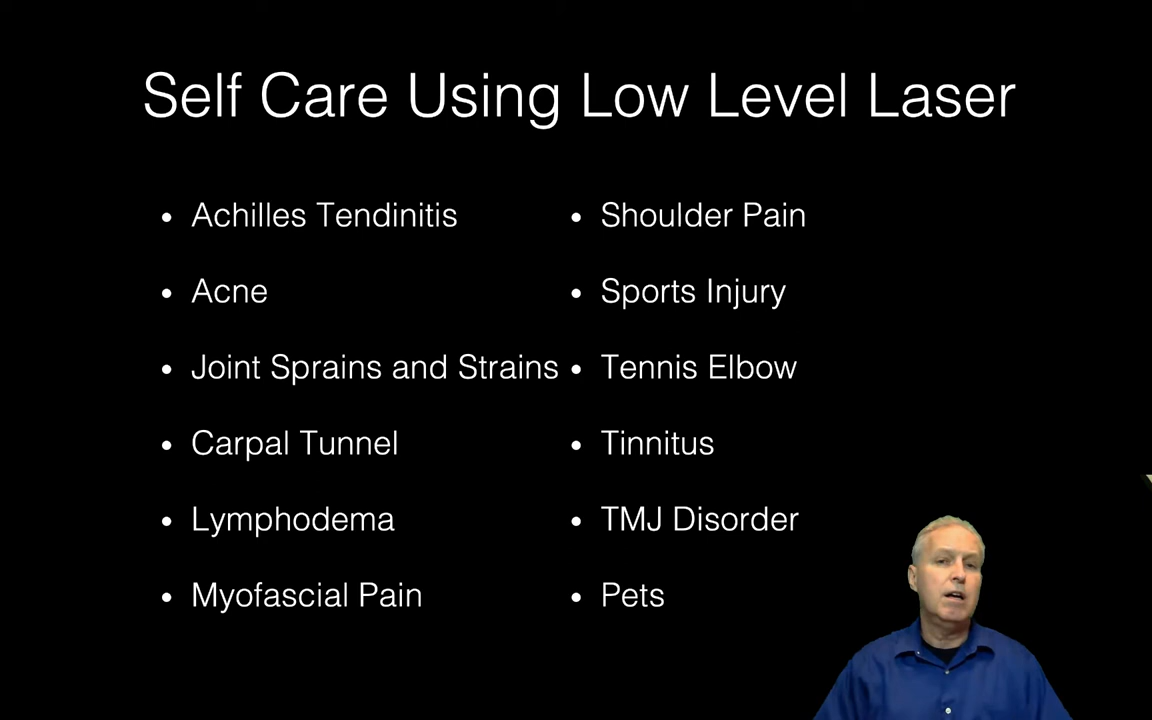 Self Care Using Low Level Laser
• Achilles Tendinitis
• Acne
• Joint Sprains and Strains
• Carpal Tunnel
• Lymphodema
• Myofascial Pain
• Shoulder Pain
• Sports Injury
• Tennis Elbow
• Tinnitus
• TMJ Disorder
• Pets